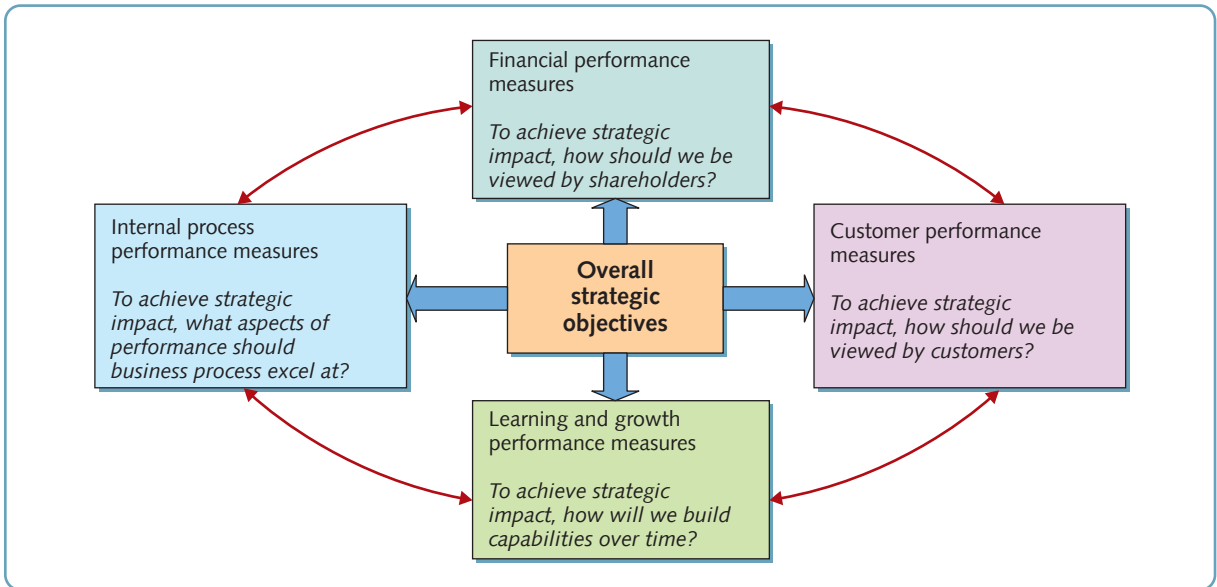 Financial performance
measures
To achieve strategic
impact, how should we be
viewed by shareholders?
Internal process
performance measures
To achieve strategic
impact, what aspects of
performance should
business process excel at?
Overall
strategic
objectives
Customer performance
measures
To achieve strategic
impact, how should we be
viewed by customers?
Learning and growth
performance measures
To achieve strategic
impact, how will we build
capabilities over time?